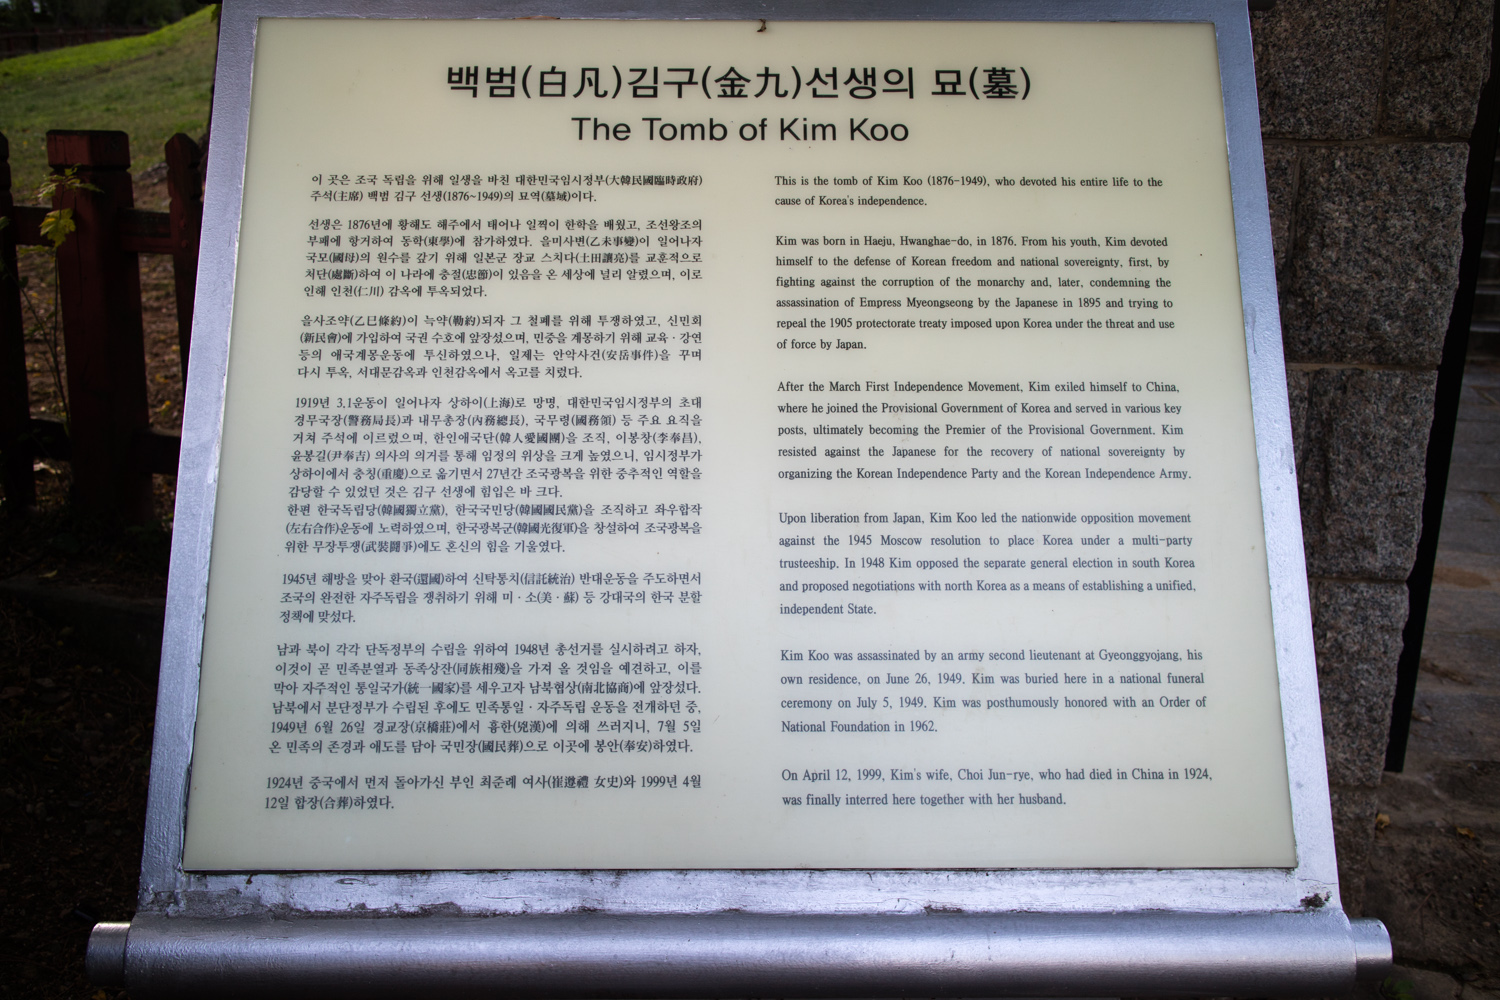 백범(白凡)김구(金九)선생의 묘(墓)
The Tomb of Kim Koo
이 곳은 조국 독립을 위해 일생을 바친 대한민국임시정부(大韓民國臨時政府)
주석(主席) 백범 김구 선생(1876~1949)의 묘역(墓域)이다.
선생은 1876년에 황해도 해주에서 태어나 일찍이 한학을 배웠고, 조선왕조의
부패에 항거하여 동학(東學)에 참가하였다. 을미사변(乙未事變)이 일어나자
국모(國母)의 원수를 갚기 위해 일본군 장교 스치다(土田讓亮)를 교훈적으로
처단(處斷)하여 이 나라에 충절(忠節)이 있음을 온 세상에 널리 알렸으며, 이로
인해 인천(仁川) 감옥에 투옥되었다.
을사조약(乙巳條約)이 늑약(勒約)되자 그 철폐를 위해 투쟁하였고, 신민회
(新民會)에 가입하여 국권 수호에 앞장섰으며, 민중을 계몽하기 위해 교육 · 강연
등의 애국계몽운동에 투신하였으나, 일제는 안악사건(安岳事件)을 꾸며
다시 투옥, 서대문감옥과 인천감옥에서 옥고를 치렀다.
1919년 3.1운동이 일어나자 상하이(上海)로 망명, 대한민국임시정부의 초대
경무국장(警務局長)과 내무총장(內務總長), 국무령(國務領) 등 주요 요직을
거쳐 주석에 이르렀으며, 한인애국단(韓人愛國團)을 조직, 이봉창(李奉昌),
윤봉길(尹奉吉) 의사의 의거를 통해 임정의 위상을 크게 높였으니, 임시정부가
상하이에서 충칭(重慶)으로 옮기면서 27년간 조국광복을 위한 중추적인 역할을
감당할 수 있었던 것은 김구 선생에 힘입은 바 크다.
한편 한국독립당(韓國獨立黨), 한국국민당(韓國國民黨)을 조직하고 좌우합작
(左右合作)운동에 노력하였으며, 한국광복군(韓國光復軍)을 창설하여 조국광복을
위한 무장투쟁(武裝鬪爭)에도 혼신의 힘을 기울였다.
1945년 해방을 맞아 환국(還國)하여 신탁통치(信託統治) 반대운동을 주도하면서
조국의 완전한 자주독립을 쟁취하기 위해 미 · 소(美 · 蘇) 등 강대국의 한국 분할
정책에 맞섰다.
남과 북이 각각 단독정부의 수립을 위하여 1948년 총선거를 실시하려고 하자,
이것이 곧 민족분열과 동족상잔(同族相殘)을 가져 올 것임을 예견하고, 이를
막아 자주적인 통일국가(統一國家)를 세우고자 남북협상(南北協商)에 앞장섰다.
남북에서 분단정부가 수립된 후에도 민족통일 · 자주독립 운동을 전개하던 중,
1949년 6월 26일 경교장(京橋莊)에서 흉한(兇漢)에 의해 쓰러지니, 7월 5일
온 민족의 존경과 애도를 담아 국민장(國民葬)으로 이곳에 봉안(奉安)하였다.
1924년 중국에서 먼저 돌아가신 부인 최준례 여사(崔遵禮 女史)와 1999년 4월
12일 합장(合葬)하였다.
This is the tomb of Kim Koo (1876-1949), who devoted his entire life to the
cause of Korea's independence.
Kim was born in Haeju, Hwanghae-do, in 1876. From his youth, Kim devoted
himself to the defense of Korean freedom and national sovereignty, first, by
fighting against the corruption of the monarchy and, later, condemning the
assassination of Empress Myeongseong by the Japanese in 1895 and trying to
repeal the 1905 protectorate treaty imposed upon Korea under the threat and use
of force by Japan.
After the March First Independence Movement, Kim exiled himself to China,
where he joined the Provisional Government of Korea and served in various key
posts, ultimately becoming the Premier of the Provisional Government. Kim
resisted against the Japanese for the recovery of national sovereignty by
organizing the Korean Independence Party and the Korean Independence Army.
Upon liberation from Japan, Kim Koo led the nationwide opposition movement
against the 1945 Moscow resolution to place Korea under a multi-party
trusteeship. In 1948 Kim opposed the separate general election in south Korea
and proposed negotiations with north Korea as a means of establishing a unified,
independent State.
Kim Koo was assassinated by an army second lieutenant at Gyeonggyojang, his
own residence, on June 26, 1949. Kim was buried here in a national funeral
ceremony on July 5, 1949. Kim was posthumously honored with an Order of
National Foundation in 1962.
On April 12, 1999, Kim's wife, Choi Jun-rye, who had died in China in 1924,
was finally interred here together with her husband.